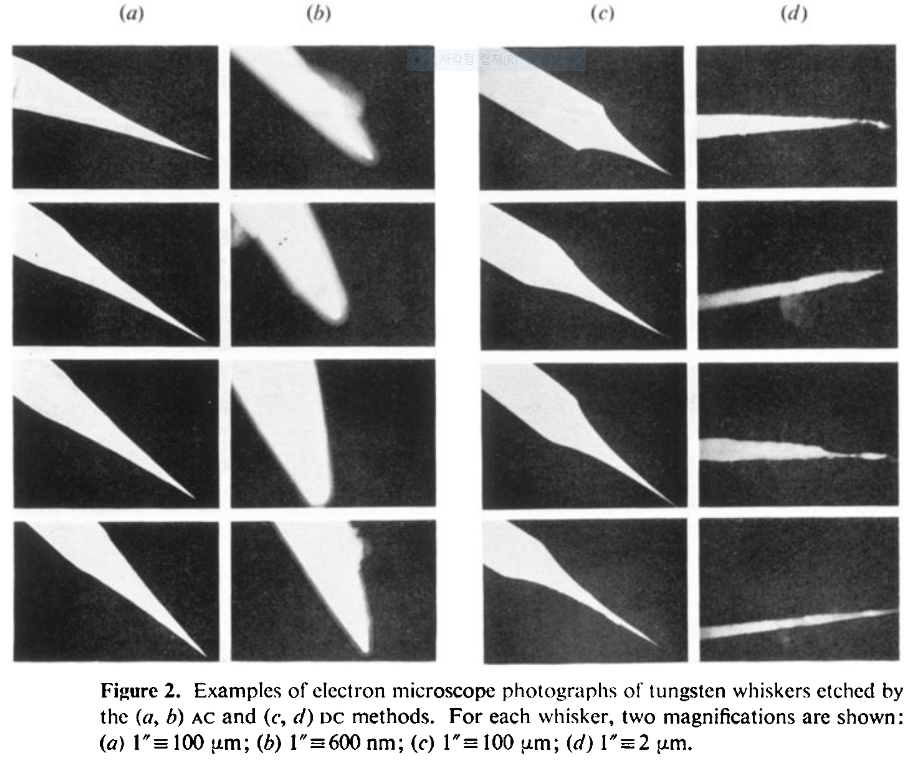 (a) (b) (c) (d)
사각형 캡처(R)
Figure 2. Examples of electron microscope photographs of tungsten whiskers etched by
the (a, b) AC and (c, d) DC methods. For each whisker, two magnifications are shown:
(a) 1″≡100 μm; (b) 1″≡600 nm; (c) 1″≡100 μm; (d) 1″≡2 μm.